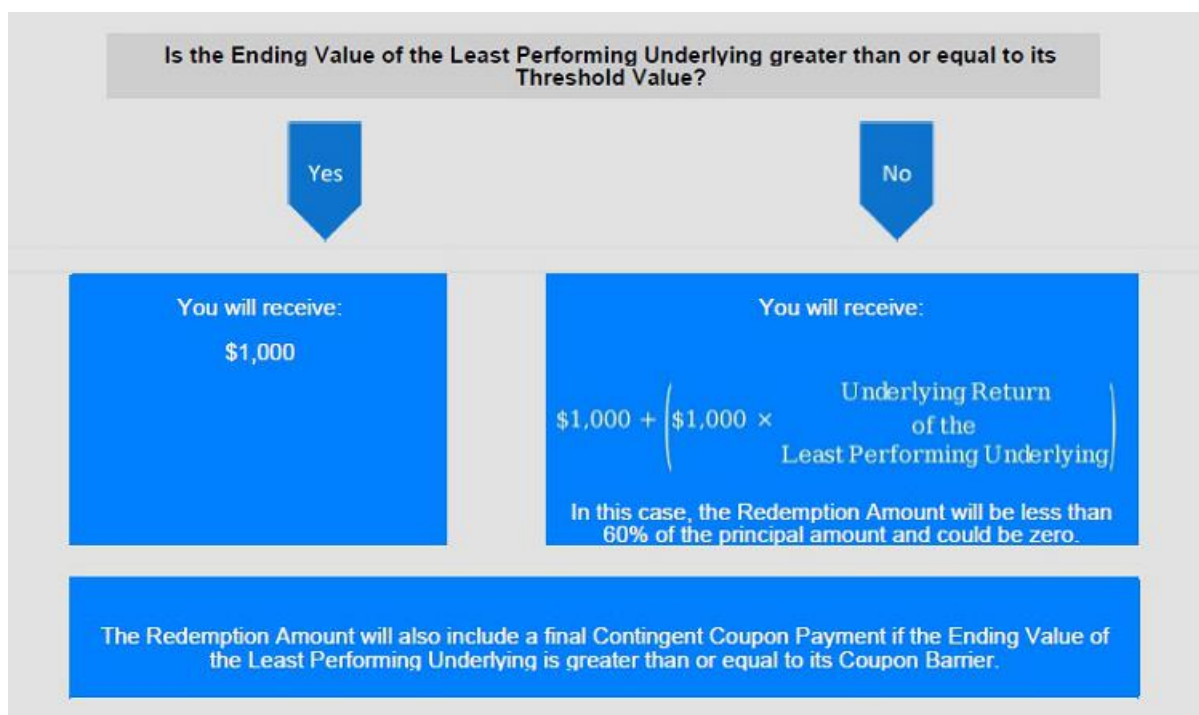 Is the Ending Value of the Least Performing Underlying greater than or equal to its
Threshold Value?
Yes
No
You will receive:
$1,000
You will receive:
$1,000 + ($1,000 × Underlying Return
of the
Least Performing Underlying)
In this case, the Redemption Amount will be less than
60% of the principal amount and could be zero.
The Redemption Amount will also include a final Contingent Coupon Payment if the Ending Value of
the Least Performing Underlying is greater than or equal to its Coupon Barrier.